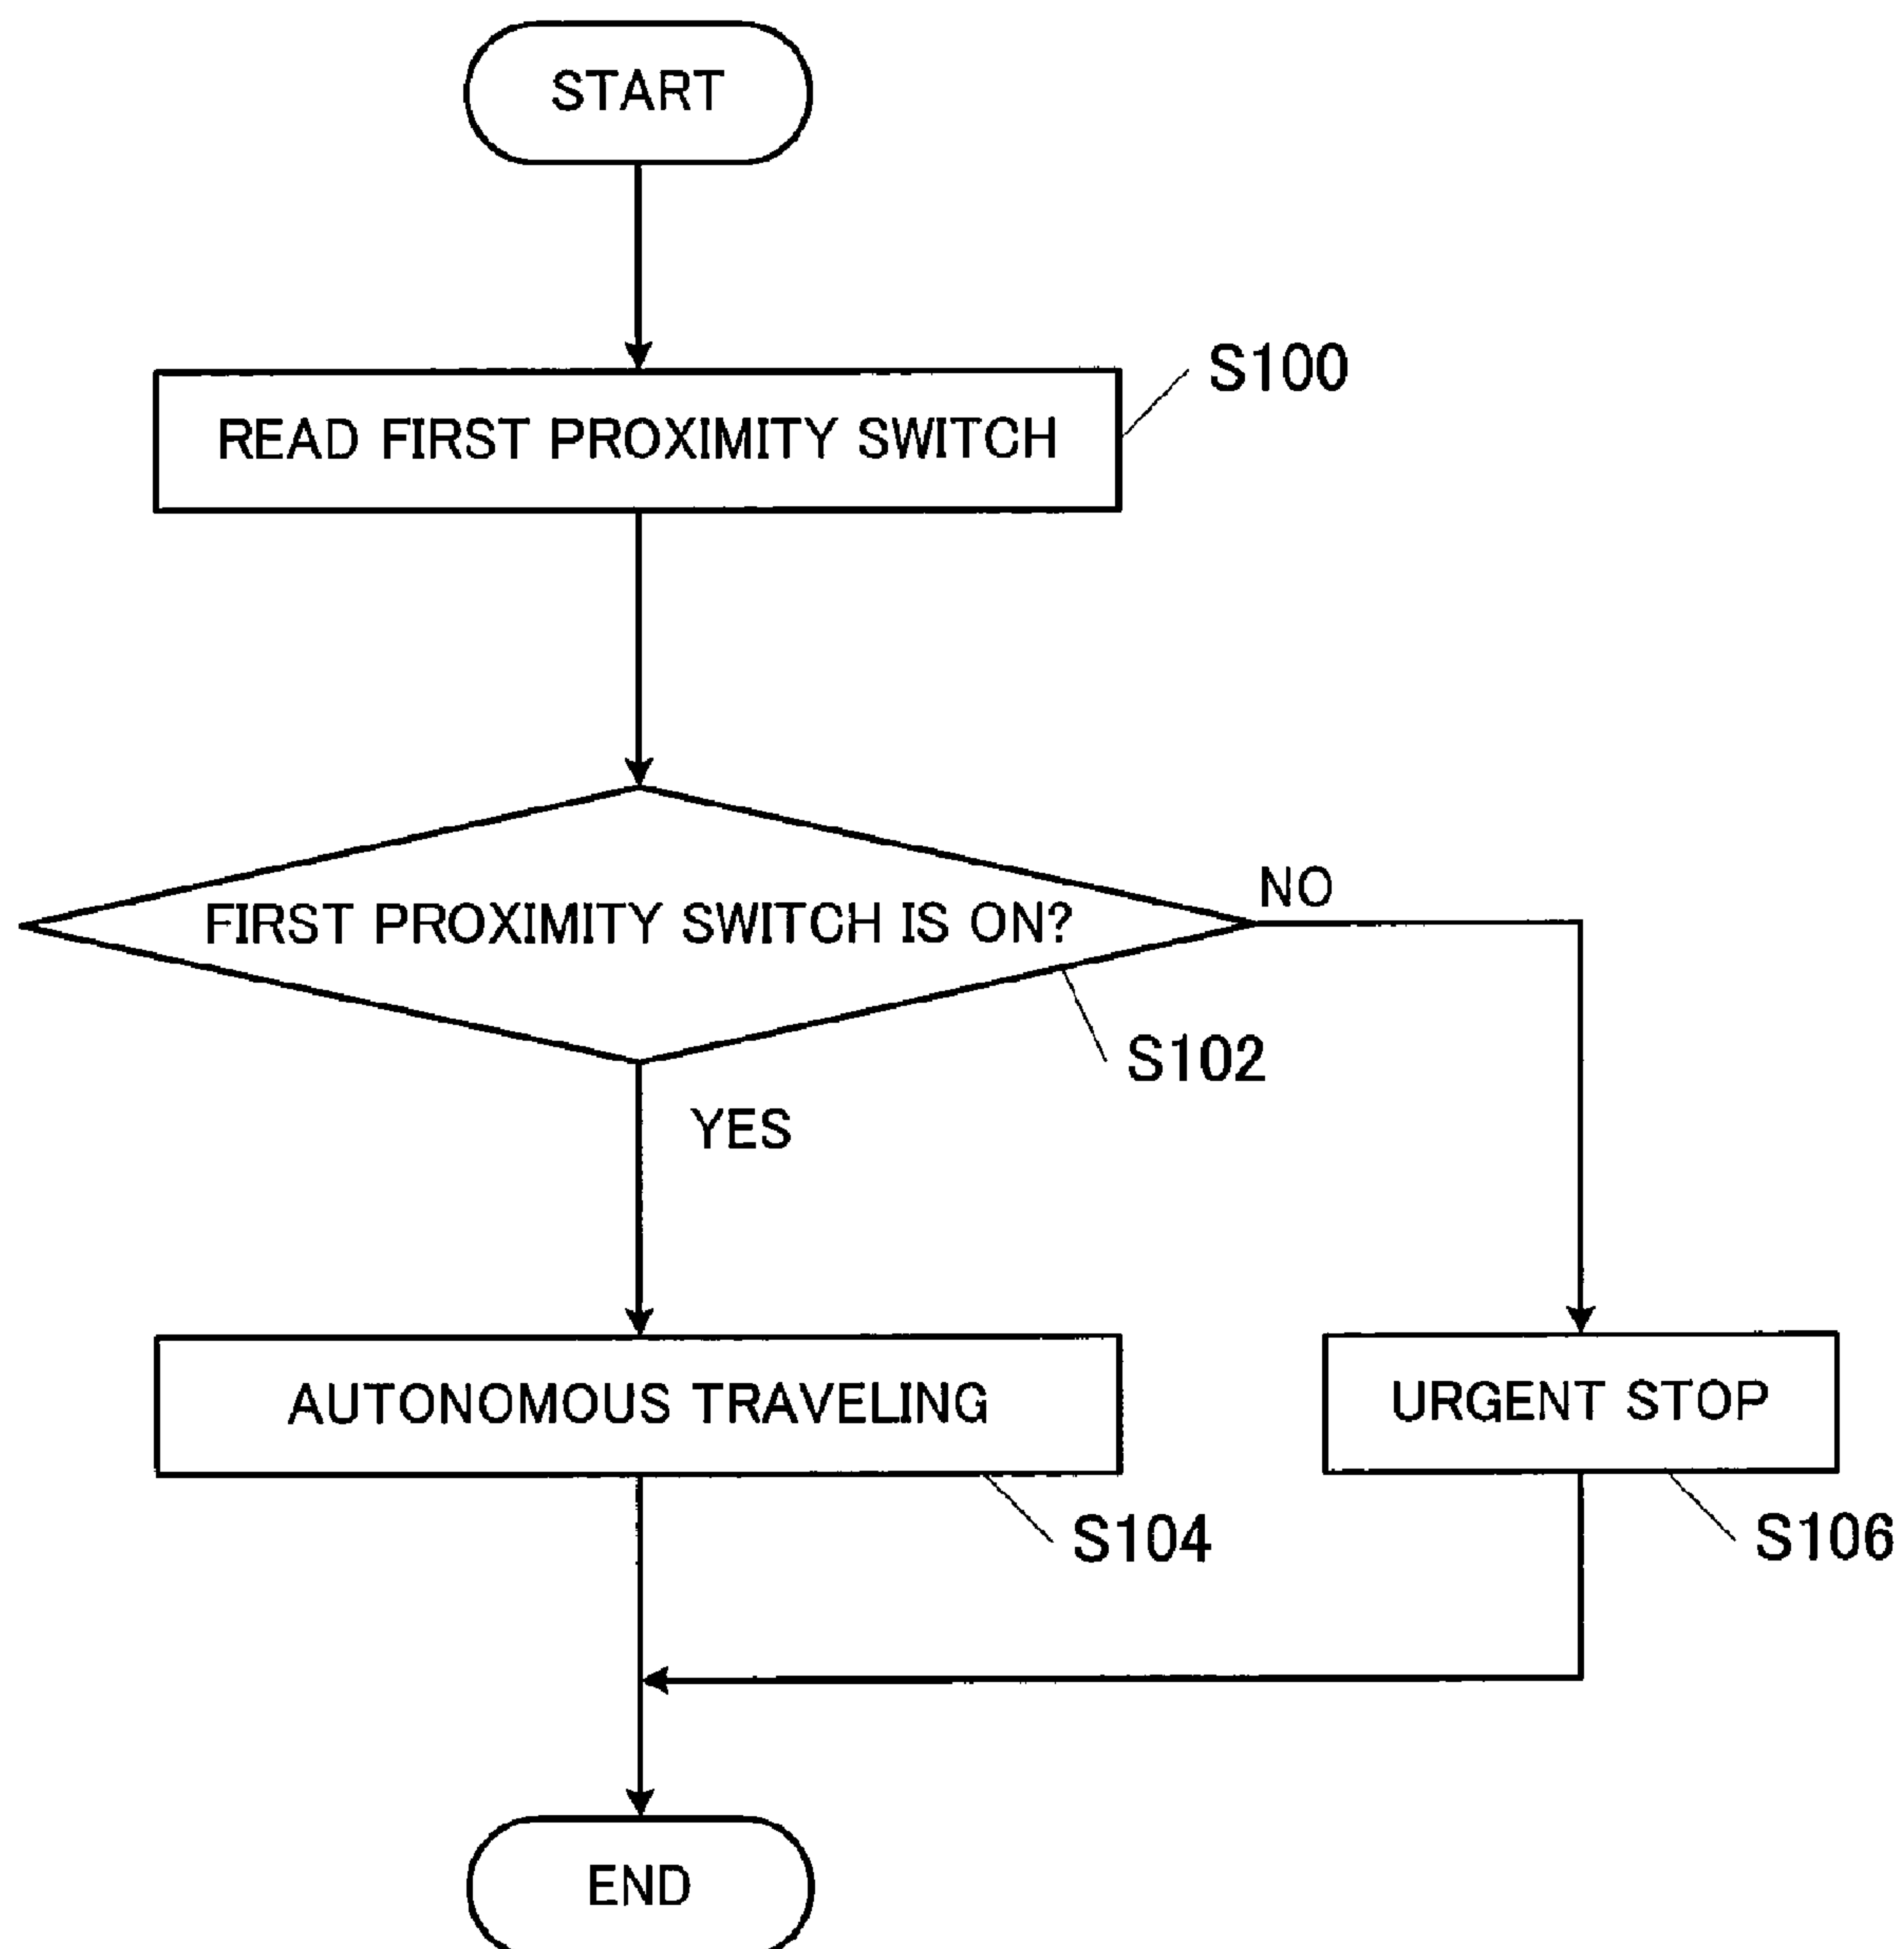 START
READ FIRST PROXIMITY SWITCH
S100
FIRST PROXIMITY SWITCH IS ON?
NO
S102
YES
AUTONOMOUS TRAVELING
URGENT STOP
S104
S106
END